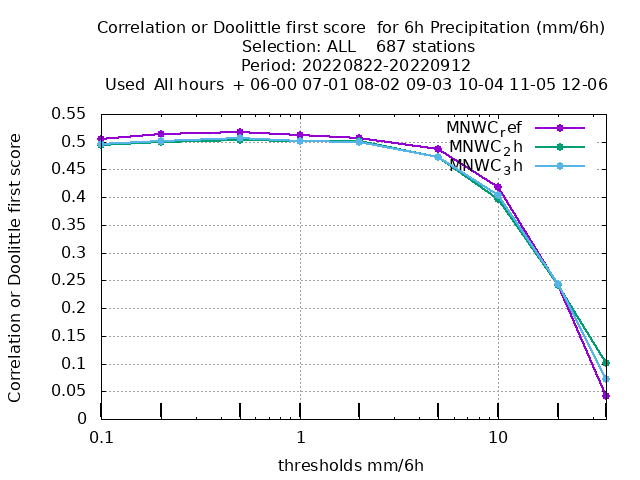 Correlation or Doolittle first score  for 6h Precipitation (mm/6h)
Selection: ALL    687 stations
Period: 20220822-20220912
Used  All hours  + 06-00 07-01 08-02 09-03 10-04 11-05 12-06
0.55
0.5
0.45
0.4
0.35
0.3
0.25
0.2
0.15
0.1
0.05
0
Correlation or Doolittle first score
MNWCref
MNWC2h
MNWC3h
0.1
1
10
thresholds mm/6h